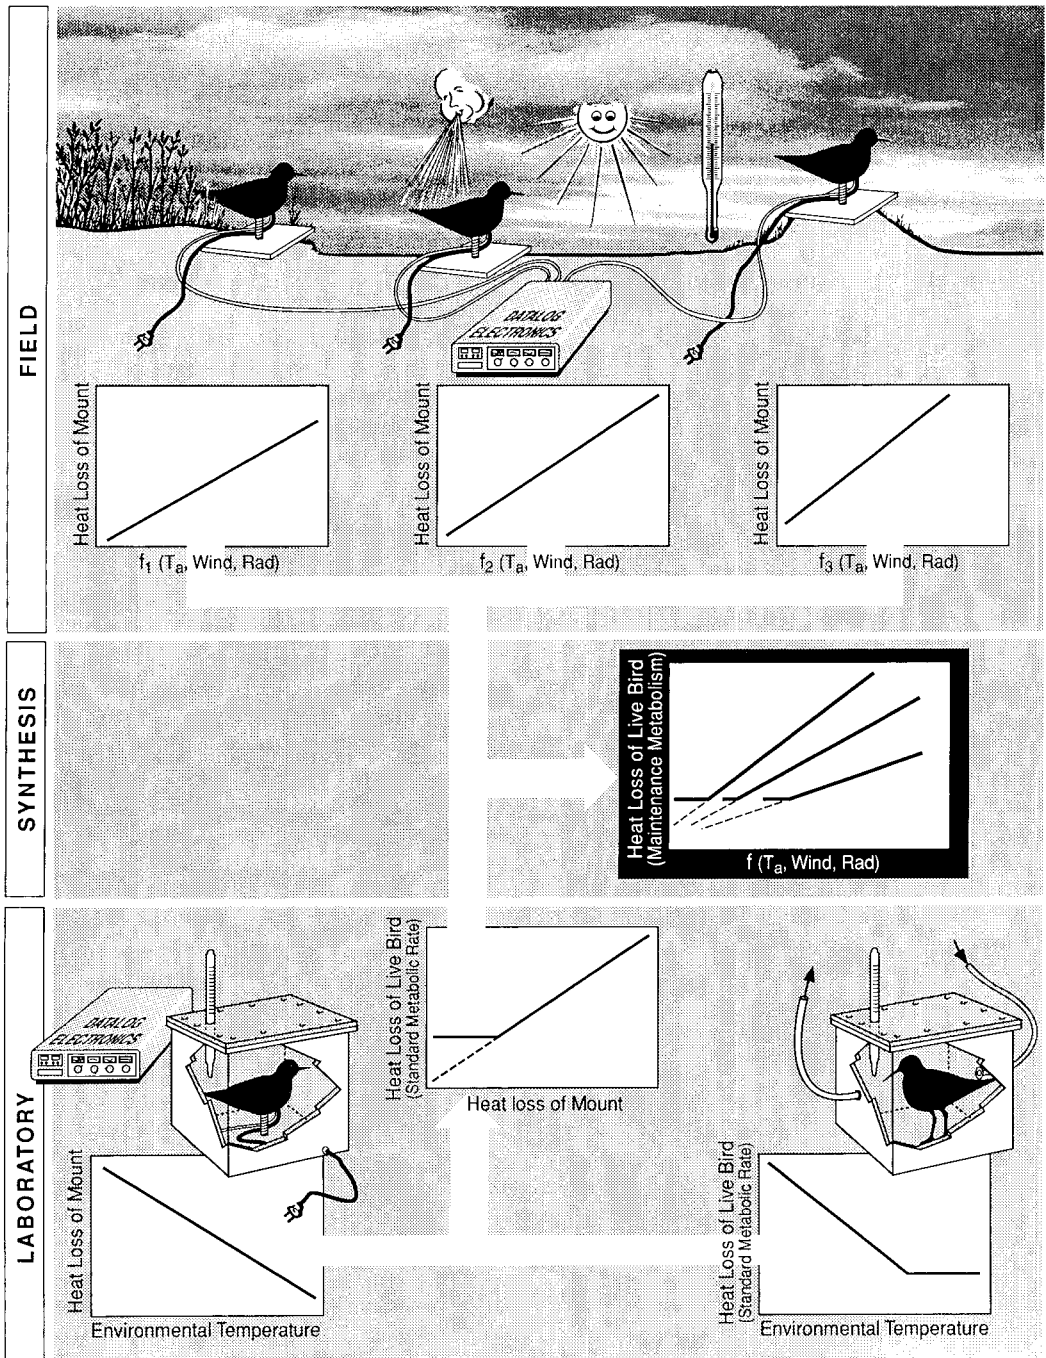 FIELD
DATALOG
ELECTRONICS
Heat Loss of Mount
f1 (Ta, Wind, Rad)
Heat Loss of Mount
f2 (Ta, Wind, Rad)
Heat Loss of Mount
f3 (Ta, Wind, Rad)
SYNTHESIS
Heat Loss of Live Bird
(Maintenance Metabolism)
f (Ta, Wind, Rad)
LABORATORY
DATALOG
ELECTRONICS
Heat Loss of Live Bird
(Standard Metabolic Rate)
Heat loss of Mount
Heat Loss of Mount
Environmental Temperature
Heat Loss of Live Bird
(Standard Metabolic Rate)
Environmental Temperature